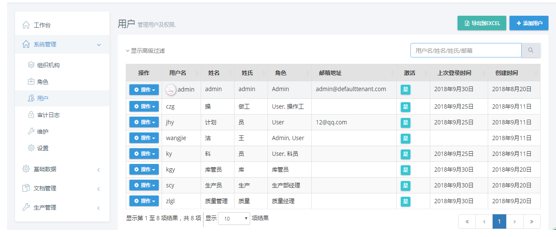 工作台
系统管理
组织机构
角色
用户
审计日志
维护
设置
基础数据
文档管理
生产管理
用户 管理用户及权限.
导出到EXCEL
添加用户
显示高级过滤
用户名/姓名/姓氏/邮箱
操作 用户名 姓名 姓氏 角色 邮箱地址 激活 上次登录时间 创建时间
操作 admin admin admin Admin admin@defaulttenant.com 是 2018年9月30日 2018年8月20日
操作 czg 操 做工 User, 操作工 是 2018年9月25日 2018年9月11日
操作 jhy 计划 员 User 12@qq.com 是 2018年9月25日 2018年9月11日
操作 wangjie 洁 王 Admin, User 是 2018年9月11日
操作 ky 科 员 User, 科员 是 2018年9月25日 2018年9月11日
操作 kgy 库管员 库 库管员 是 2018年9月30日 2018年9月20日
操作 scy 生产员 生产 生产部经理 是 2018年9月30日 2018年9月20日
操作 zlgl 质量管理 质量 质量经理 是 2018年9月30日 2018年9月20日
显示第 1 至 8 项结果，共 8 项 显示 10 项结果
1